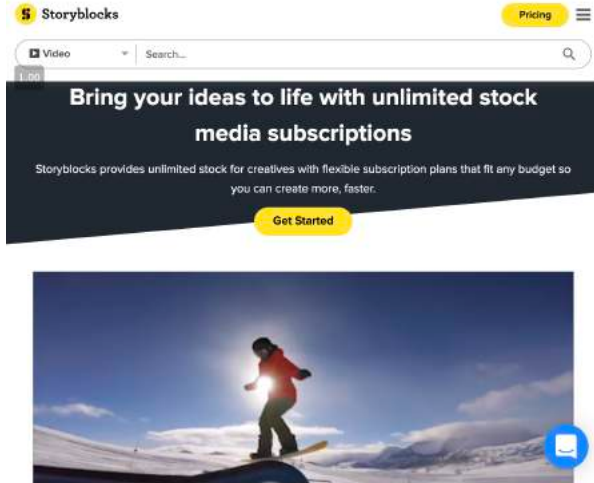 Storyblocks
Pricing
Video
Search...
1.00
Bring your ideas to life with unlimited stock
media subscriptions
Storyblocks provides unlimited stock for creatives with flexible subscription plans that fit any budget so
you can create more, faster.
Get Started